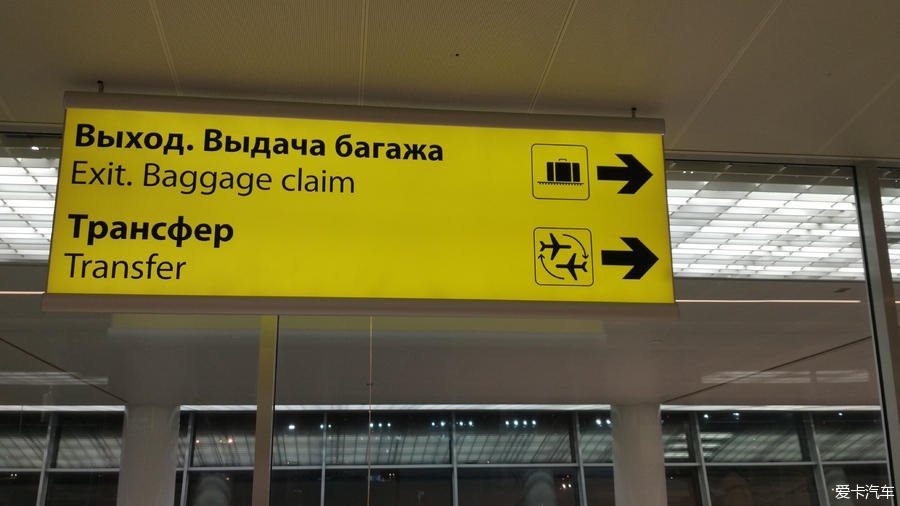 Выход. Выдача багажа
Exit. Baggage claim
Трансфер
Transfer
爱卡汽车